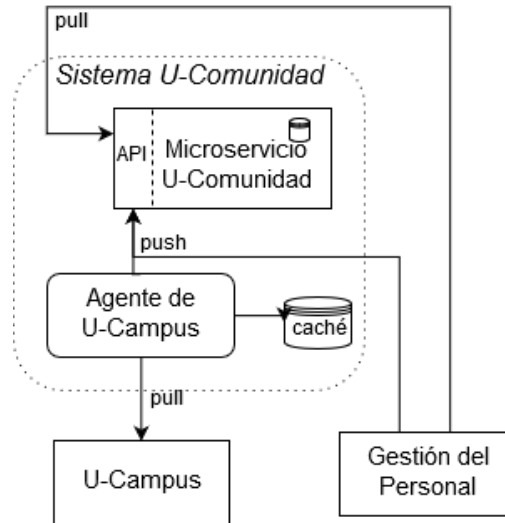 pull
Sistema U-Comunidad
API
Microservicio
U-Comunidad
push
Agente de
U-Campus
caché
pull
U-Campus
Gestión del
Personal